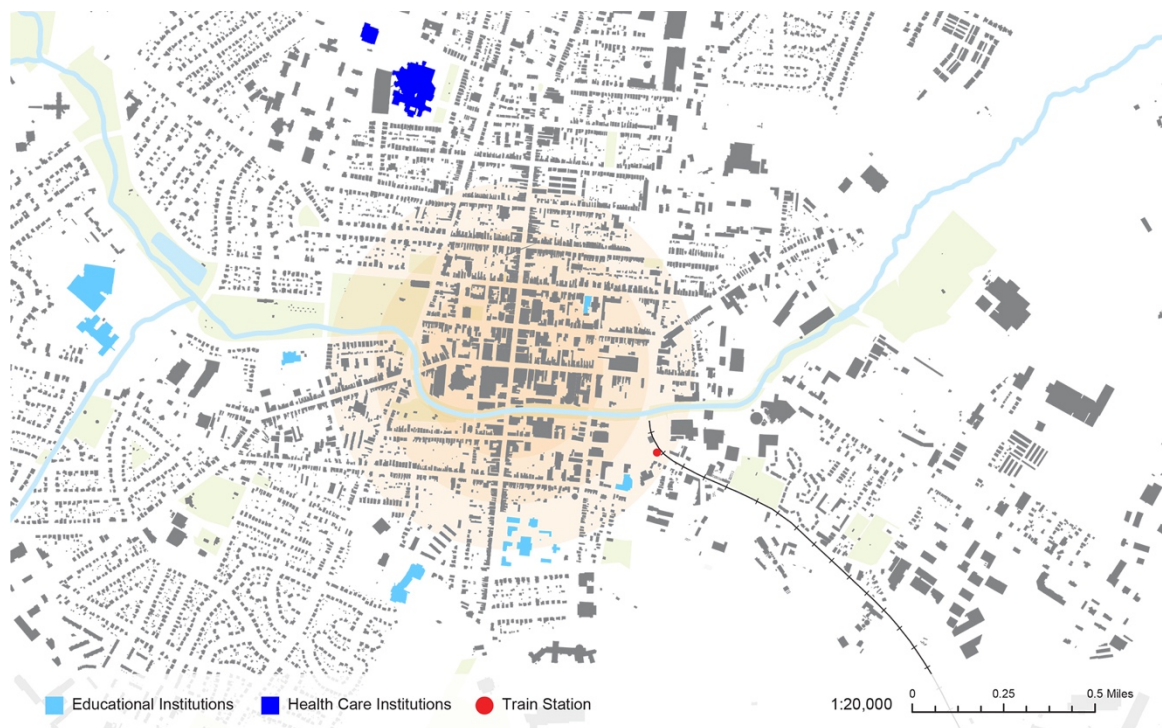 Educational Institutions
Health Care Institutions
Train Station
1:20,000
0 0.25 0.5 Miles